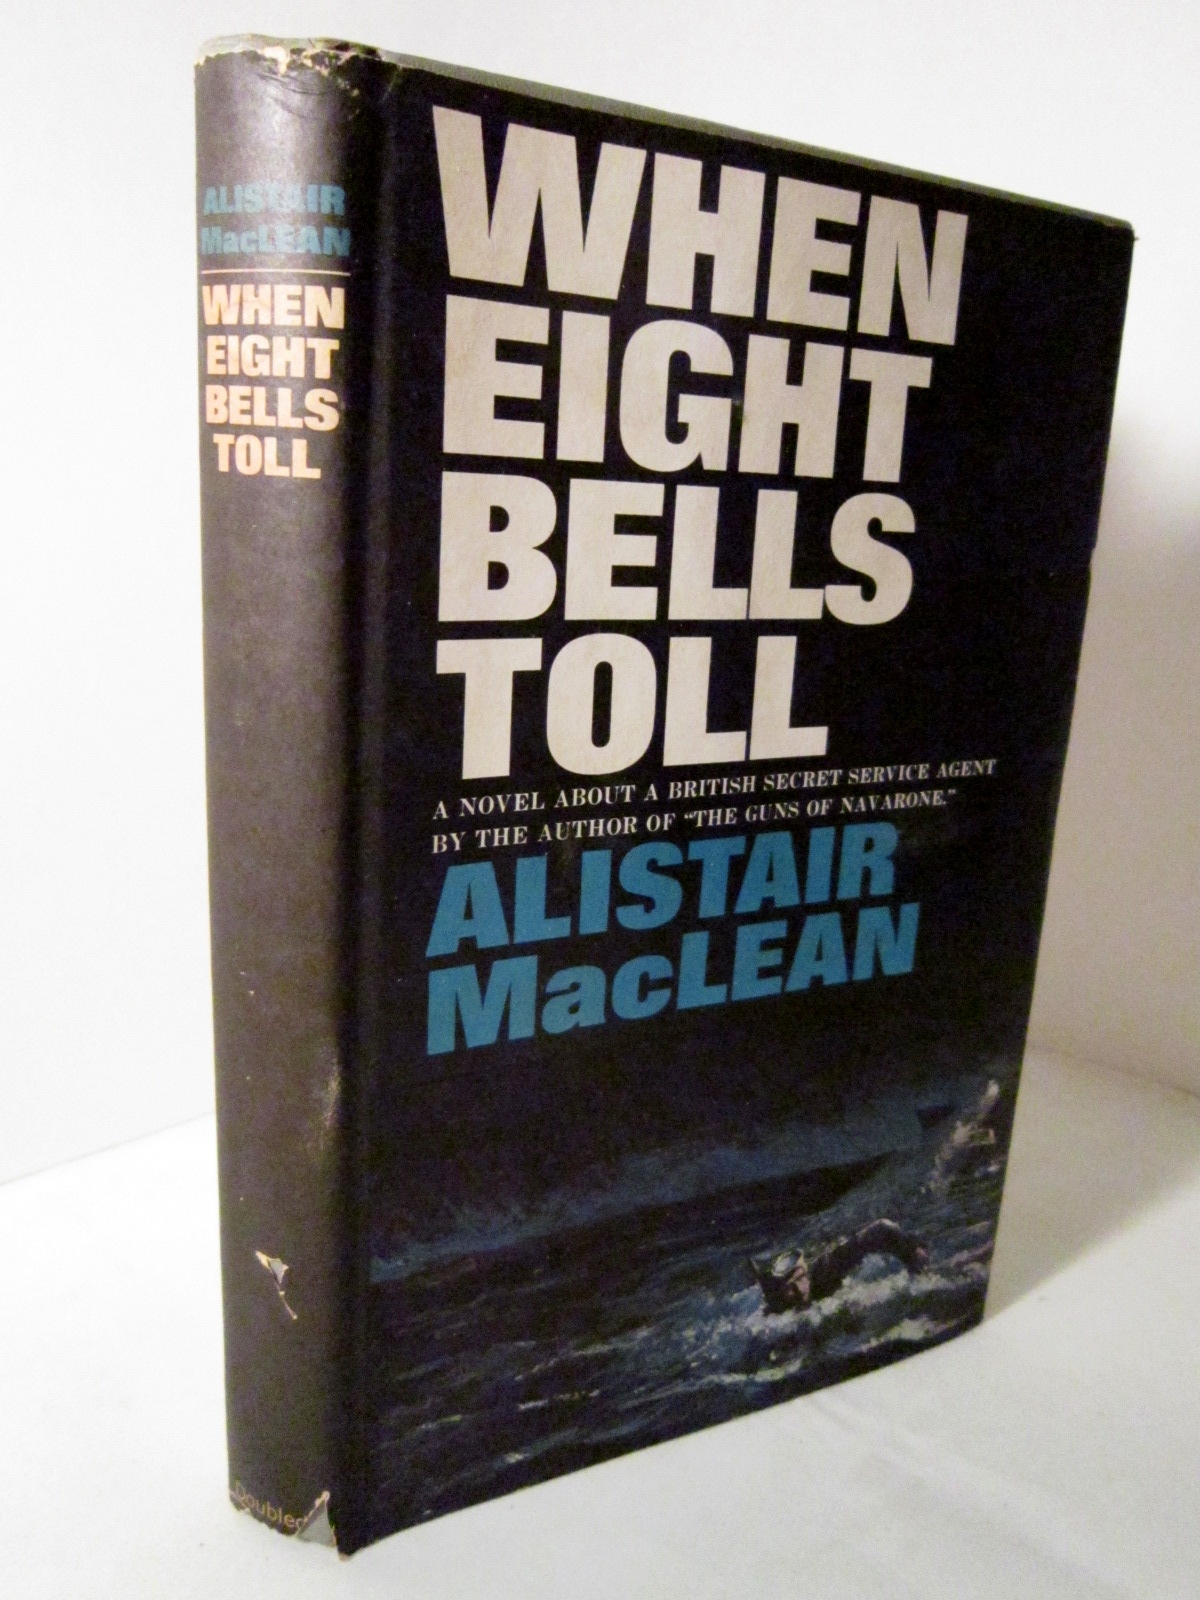 ALISTAIR
MacLEAN
WHEN
EIGHT
BELLS
TOLL
WHEN
EIGHT
BELLS
TOLL
A NOVEL ABOUT A BRITISH SECRET SERVICE AGENT
BY THE AUTHOR OF "THE GUNS OF NAVARONE."
ALISTAIR
MacLEAN